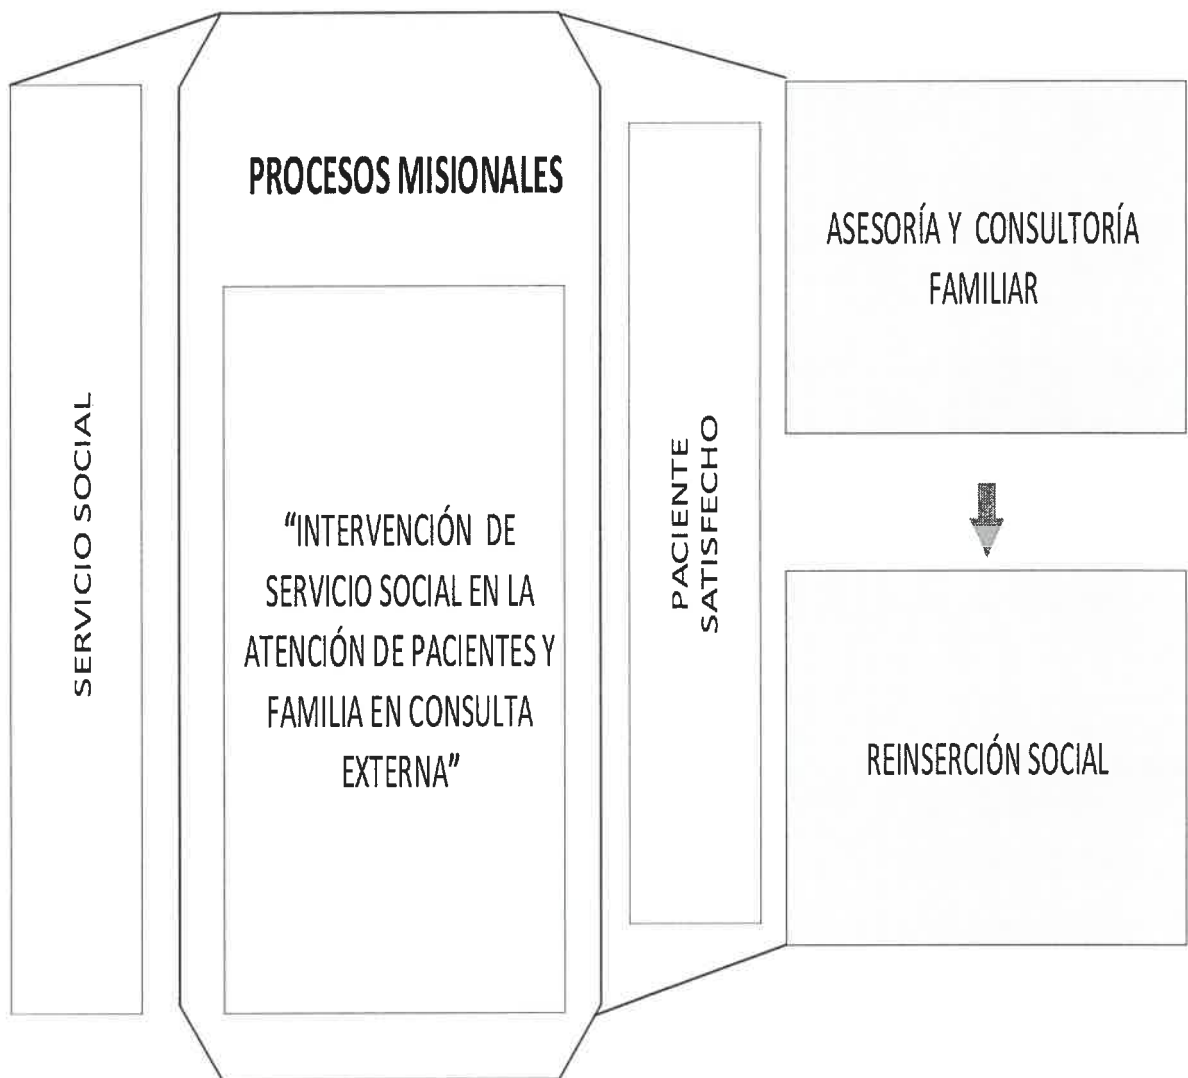 SERVICIO SOCIAL
PROCESOS MISIONALES
“INTERVENCIÓN DE
SERVICIO SOCIAL EN LA
ATENCIÓN DE PACIENTES Y
FAMILIA EN CONSULTA
EXTERNA”
PACIENTE
SATISFECHO
ASESORÍA Y CONSULTORÍA
FAMILIAR
REINSERCIÓN SOCIAL